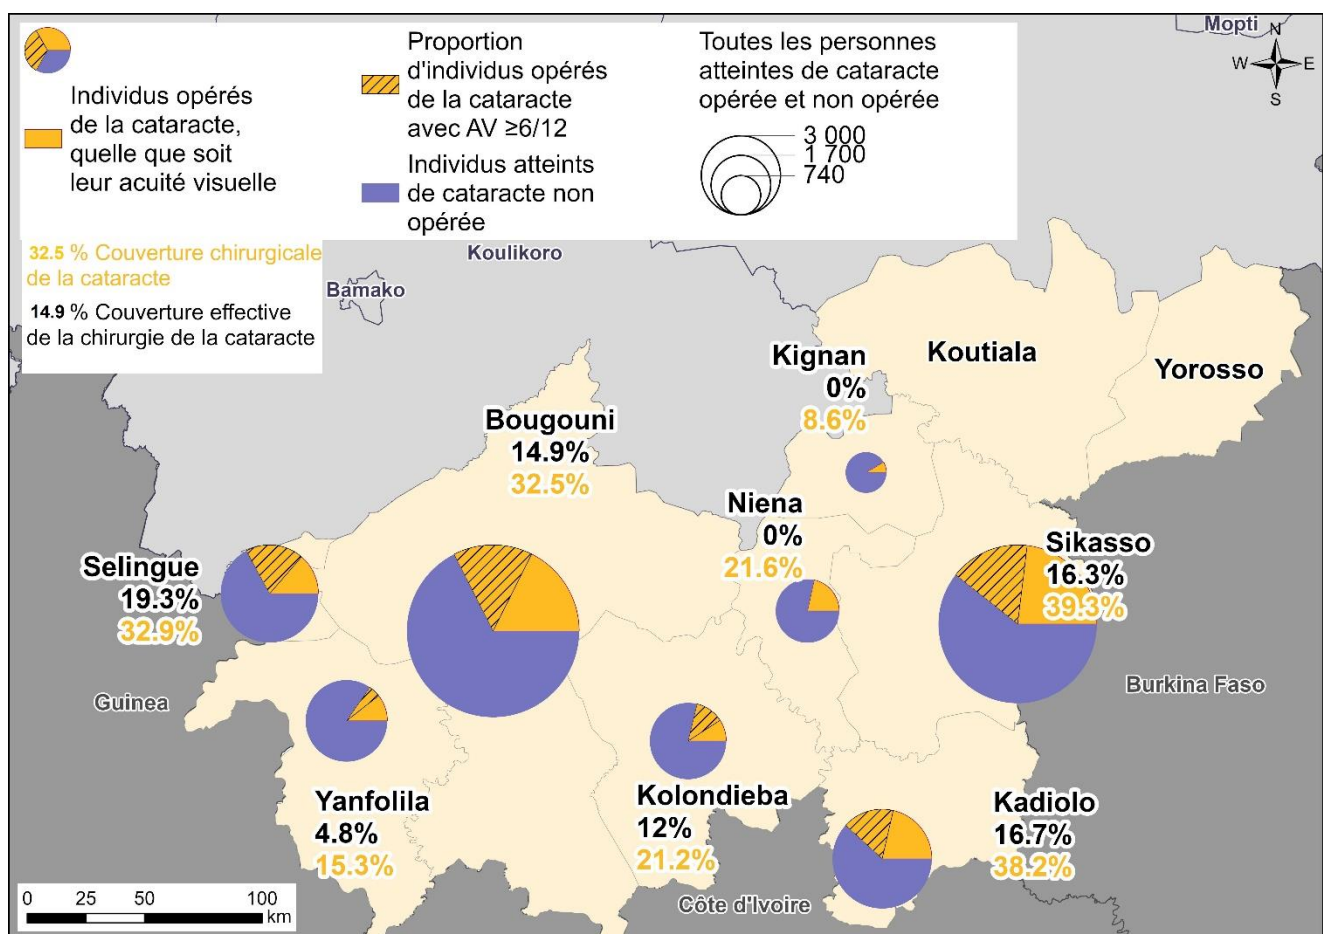 Individus opérés
de la cataracte,
quelle que soit
leur acuité visuelle
Proportion
d'individus opérés
de la cataracte
avec AV ≥6/12
Individus atteints
de cataracte non
opérée
Toutes les personnes
atteintes de cataracte
opérée et non opérée
3 000
1 700
740
32.5 % Couverture chirurgicale
de la cataracte
14.9 % Couverture effective
de la chirurgie de la cataracte
Mopti
N
W
E
S
Koulikoro
Bamako
Koutiala
Yorosso
Kignan
0%
8.6%
Bougouni
14.9%
32.5%
Niena
0%
21.6%
Sikasso
16.3%
39.3%
Selingue
19.3%
32.9%
Guinea
Burkina Faso
Yanfolila
4.8%
15.3%
Kolondieba
12%
21.2%
Kadiolo
16.7%
38.2%
Côte d'Ivoire
0 25 50 100
km